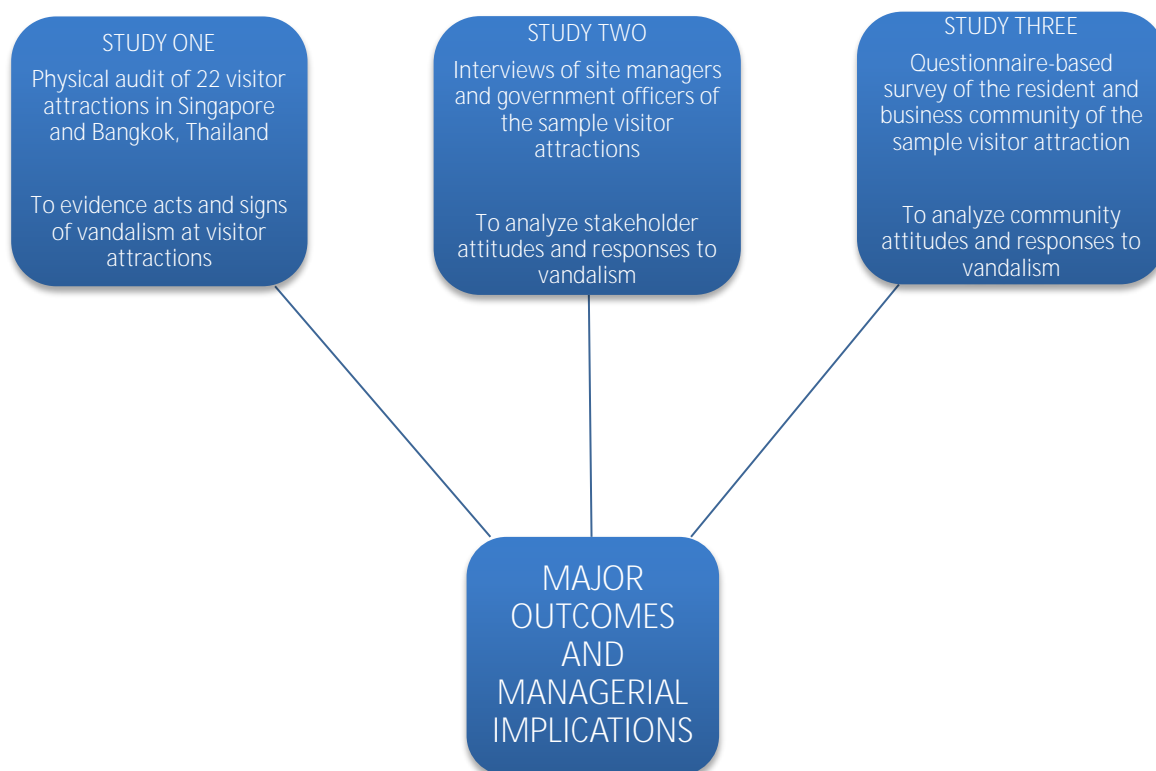 STUDY ONE
Physical audit of 22 visitor
attractions in Singapore
and Bangkok, Thailand
To evidence acts and signs
of vandalism at visitor
attractions
STUDY TWO
Interviews of site managers
and government officers of
the sample visitor
attractions
To analyze stakeholder
attitudes and responses to
vandalism
STUDY THREE
Questionnaire-based
survey of the resident and
business community of the
sample visitor attraction
To analyze community
attitudes and responses to
vandalism
MAJOR
OUTCOMES
AND
MANAGERIAL
IMPLICATIONS